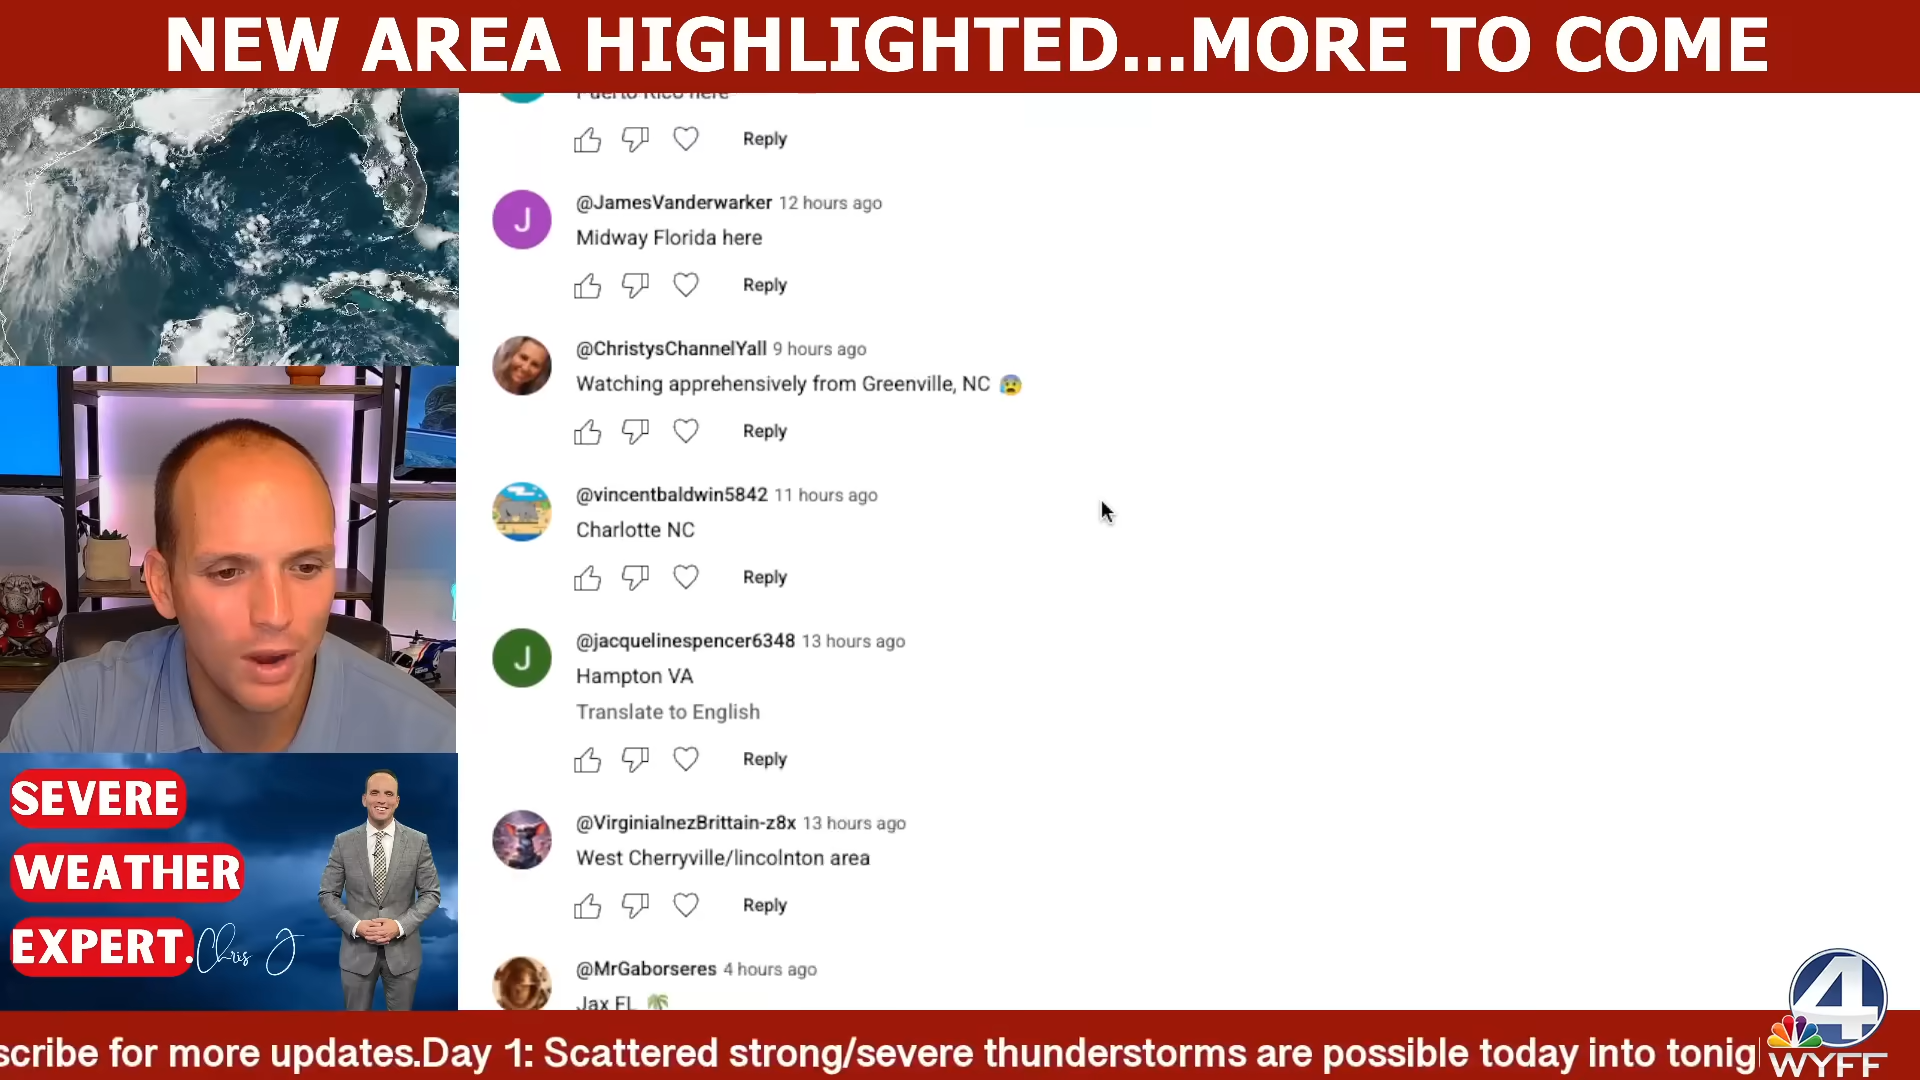 NEW AREA HIGHLIGHTED...MORE TO COME
Puerto Rico here
Reply
@JamesVanderwarker 12 hours ago
Midway Florida here
Reply
@ChristysChannelYall 9 hours ago
Watching apprehensively from Greenville, NC 😰
Reply
@vincentbaldwin5842 11 hours ago
Charlotte NC
Reply
J
@jacquelinespencer6348 13 hours ago
Hampton VA
Translate to English
Reply
@VirginiaInezBrittain-z8x 13 hours ago
West Cherryville/lincolnton area
Reply
@MrGaborseres 4 hours ago
Jax FL 🌴
J
G
SEVERE
WEATHER
EXPERT.
Chris J
4
WYFF
scribe for more updates.Day 1: Scattered strong/severe thunderstorms are possible today into tonig